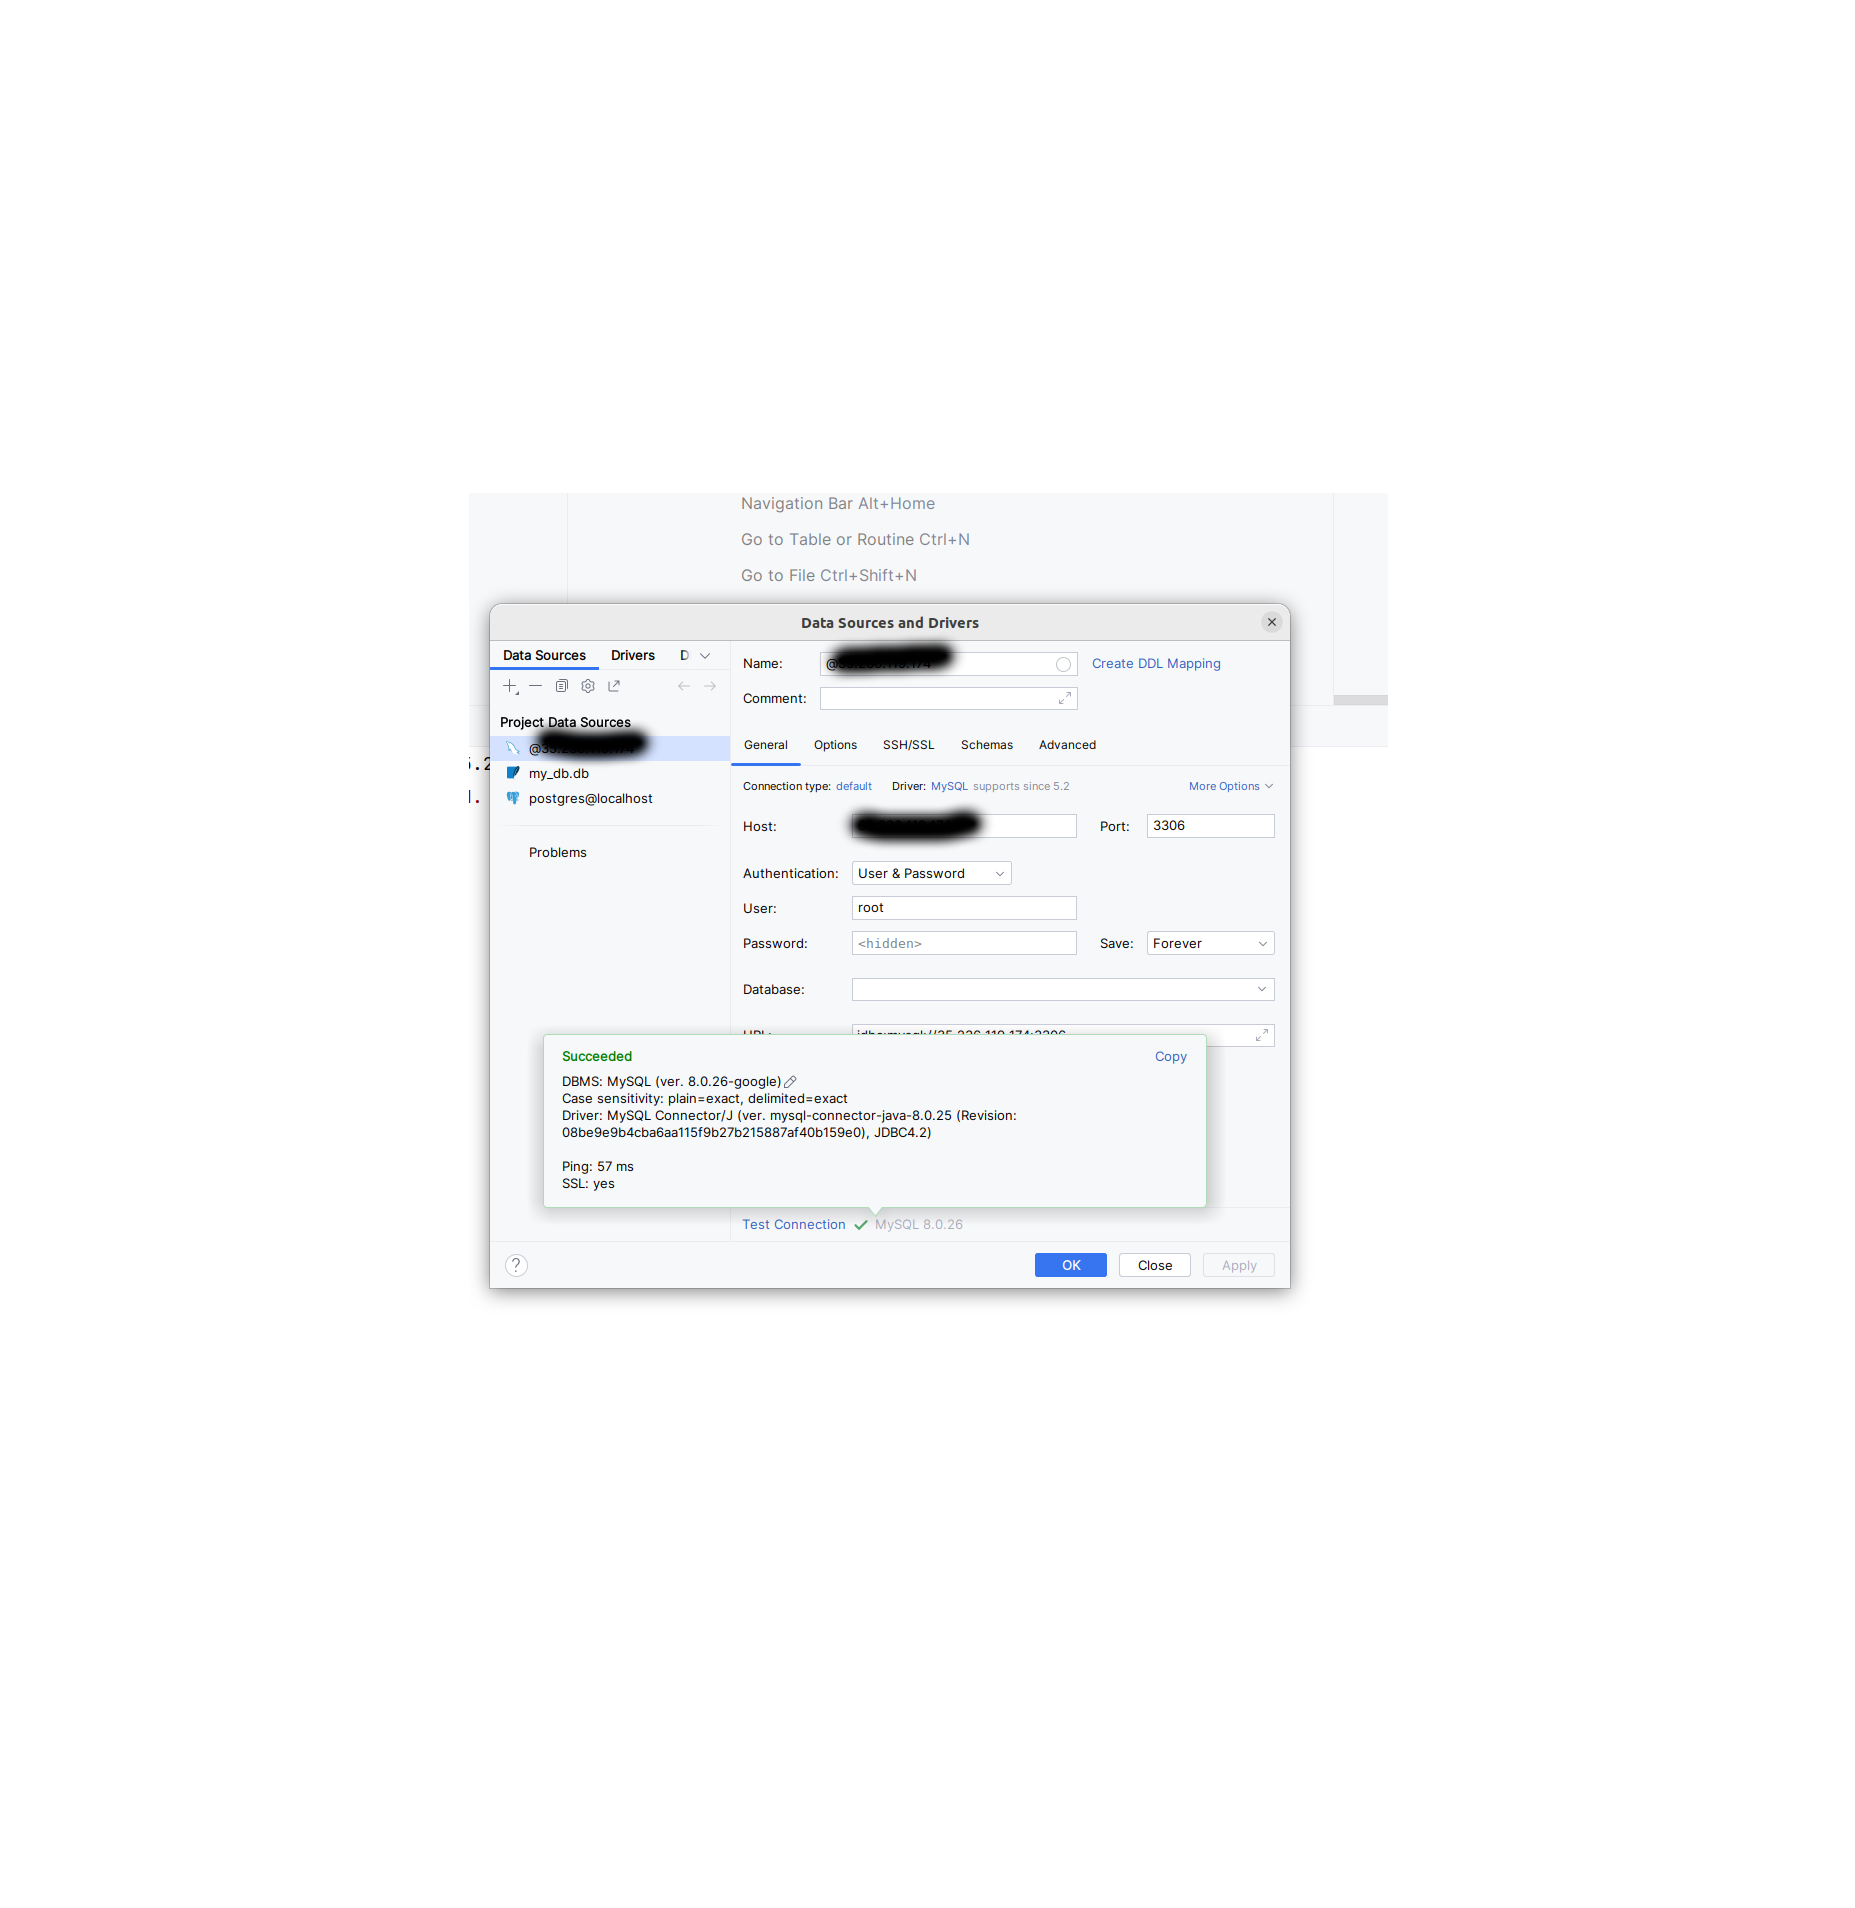 Navigation Bar Alt+Home
Go to Table or Routine Ctrl+N
Go to File Ctrl+Shift+N
Data Sources and Drivers
Data Sources Drivers D
Project Data Sources
@
my_db.db
postgres@localhost
Problems
Name: @
Create DDL Mapping
Comment:
General Options SSH/SSL Schemas Advanced
Connection type: default Driver: MySQL supports since 5.2 More Options
Host: Port: 3306
Authentication: User & Password
User: root
Password: <hidden> Save: Forever
Database:
Succeeded Copy
DBMS: MySQL (ver. 8.0.26-google)
Case sensitivity: plain=exact, delimited=exact
Driver: MySQL Connector/J (ver. mysql-connector-java-8.0.25 (Revision:
08be9e9b4cba6aa115f9b27b215887af40b159e0), JDBC4.2)
Ping: 57 ms
SSL: yes
Test Connection MySQL 8.0.26
? OK Close Apply